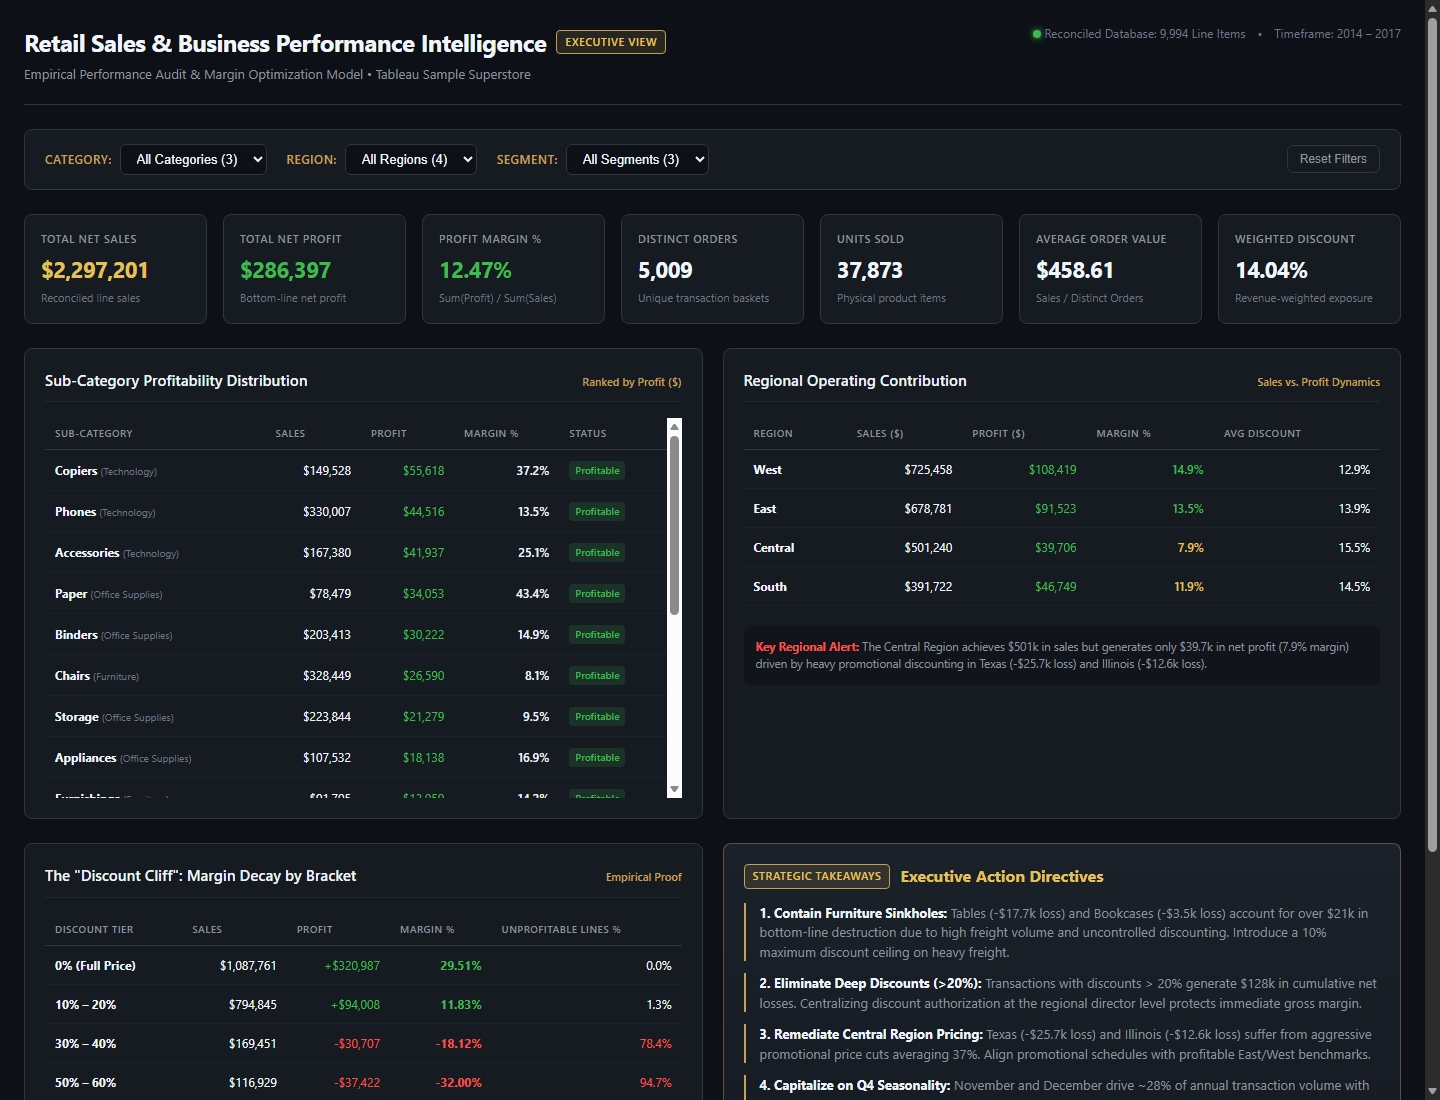 Retail Sales & Business Performance Intelligence EXECUTIVE VIEW
Reconciled Database: 9,994 Line Items • Timeframe: 2014 – 2017
Empirical Performance Audit & Margin Optimization Model • Tableau Sample Superstore
CATEGORY: All Categories (3) REGION: All Regions (4) SEGMENT: All Segments (3) Reset Filters
TOTAL NET SALES
$2,297,201
Reconciled line sales
TOTAL NET PROFIT
$286,397
Bottom-line net profit
PROFIT MARGIN %
12.47%
Sum(Profit) / Sum(Sales)
DISTINCT ORDERS
5,009
Unique transaction baskets
UNITS SOLD
37,873
Physical product items
AVERAGE ORDER VALUE
$458.61
Sales / Distinct Orders
WEIGHTED DISCOUNT
14.04%
Revenue-weighted exposure
Sub-Category Profitability Distribution Ranked by Profit ($)
SUB-CATEGORY SALES PROFIT MARGIN % STATUS
Copiers (Technology) $149,528 $55,618 37.2% Profitable
Phones (Technology) $330,007 $44,516 13.5% Profitable
Accessories (Technology) $167,380 $41,937 25.1% Profitable
Paper (Office Supplies) $78,479 $34,053 43.4% Profitable
Binders (Office Supplies) $203,413 $30,222 14.9% Profitable
Chairs (Furniture) $328,449 $26,590 8.1% Profitable
Storage (Office Supplies) $223,844 $21,279 9.5% Profitable
Appliances (Office Supplies) $107,532 $18,138 16.9% Profitable
Regional Operating Contribution Sales vs. Profit Dynamics
REGION SALES ($) PROFIT ($) MARGIN % AVG DISCOUNT
West $725,458 $108,419 14.9% 12.9%
East $678,781 $91,523 13.5% 13.9%
Central $501,240 $39,706 7.9% 15.5%
South $391,722 $46,749 11.9% 14.5%
Key Regional Alert: The Central Region achieves $501k in sales but generates only $39.7k in net profit (7.9% margin)
driven by heavy promotional discounting in Texas (-$25.7k loss) and Illinois (-$12.6k loss).
The "Discount Cliff": Margin Decay by Bracket Empirical Proof
DISCOUNT TIER SALES PROFIT MARGIN % UNPROFITABLE LINES %
0% (Full Price) $1,087,761 +$320,987 29.51% 0.0%
10% – 20% $794,845 +$94,008 11.83% 1.3%
30% – 40% $169,451 -$30,707 -18.12% 78.4%
50% – 60% $116,929 -$37,422 -32.00% 94.7%
STRATEGIC TAKEAWAYS Executive Action Directives
1. Contain Furniture Sinkholes: Tables (-$17.7k loss) and Bookcases (-$3.5k loss) account for over $21k in
bottom-line destruction due to high freight volume and uncontrolled discounting. Introduce a 10%
maximum discount ceiling on heavy freight.
2. Eliminate Deep Discounts (>20%): Transactions with discounts > 20% generate $128k in cumulative net
losses. Centralizing discount authorization at the regional director level protects immediate gross margin.
3. Remediate Central Region Pricing: Texas (-$25.7k loss) and Illinois (-$12.6k loss) suffer from aggressive
promotional price cuts averaging 37%. Align promotional schedules with profitable East/West benchmarks.
4. Capitalize on Q4 Seasonality: November and December drive ~28% of annual transaction volume with